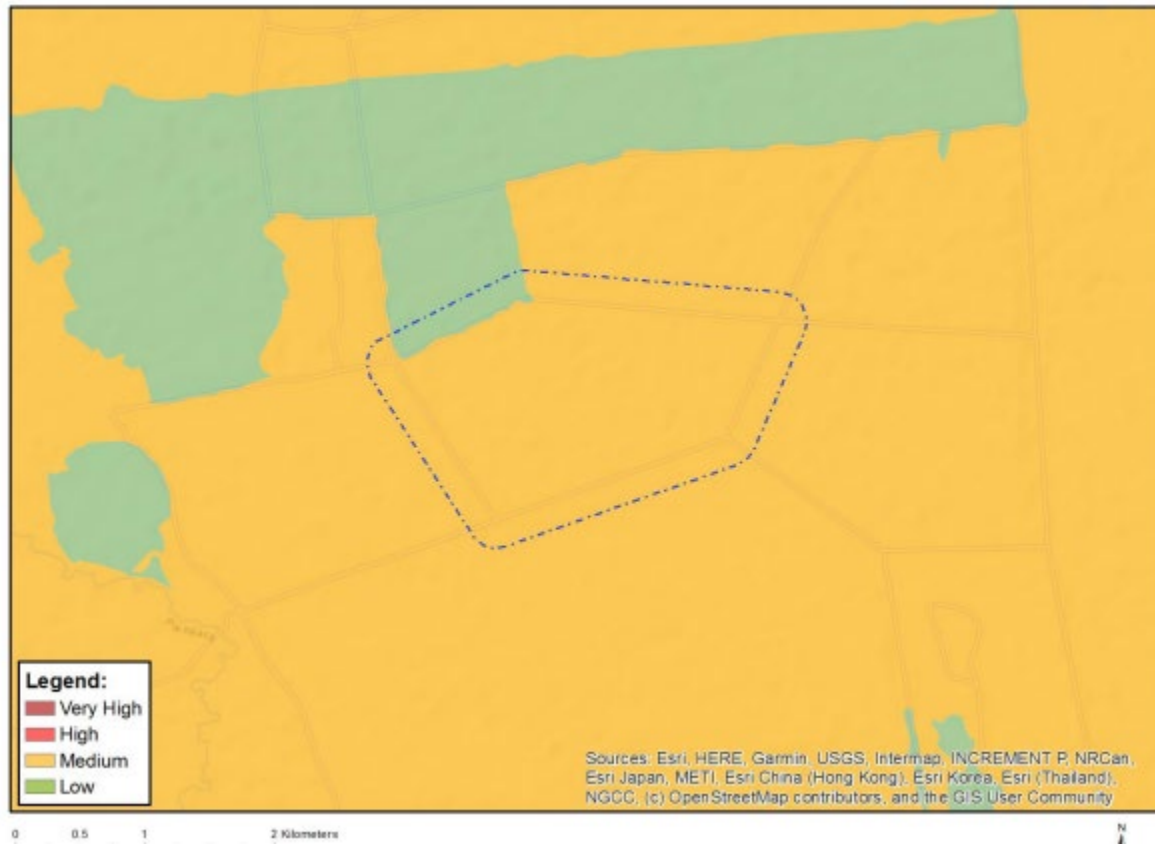 Legend:
Very High
High
Medium
Low
Sources: Esri, HERE, Garmin, USGS, Intermap, INCREMENT P, NRCan,
Esri Japan, METI, Esri China (Hong Kong), Esri Korea, Esri (Thailand),
NGCC, (c) OpenStreetMap contributors, and the GIS User Community
0 0.5 1 2 Kilometers
N